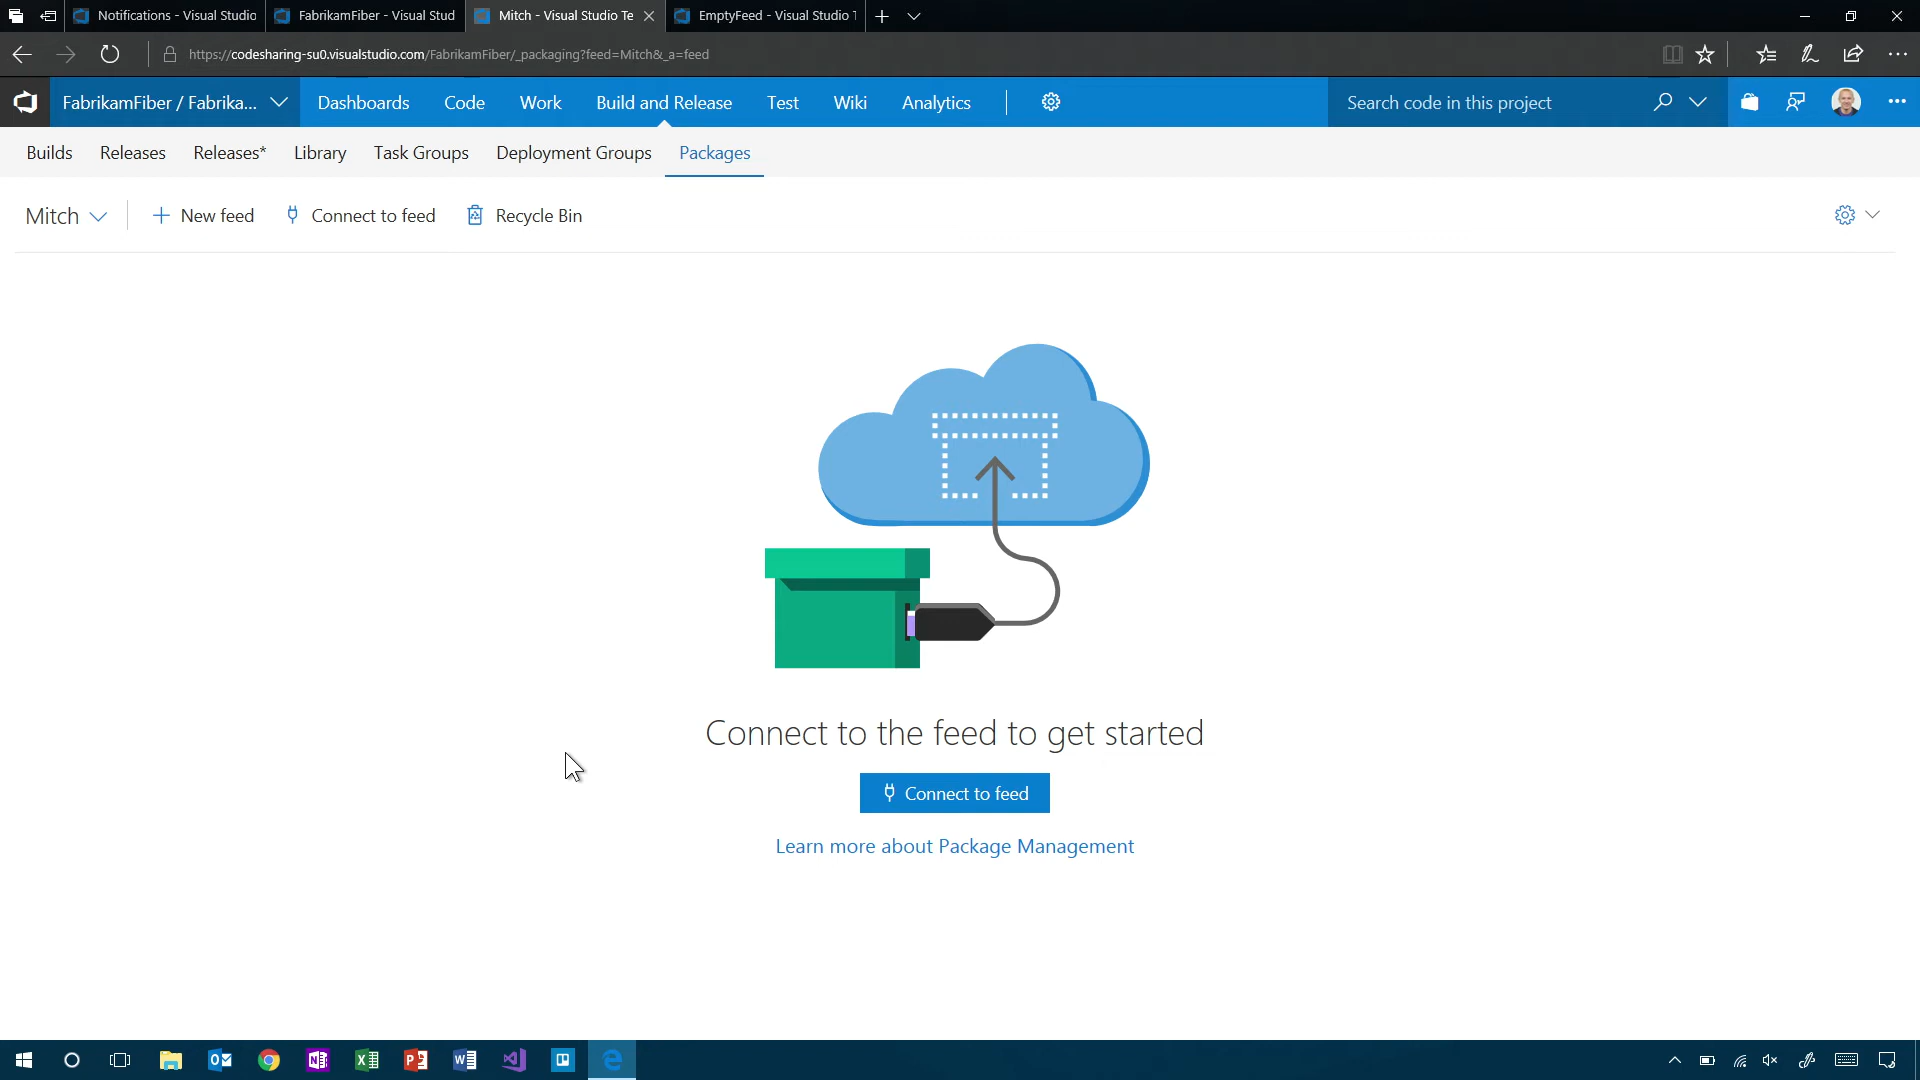 Notifications - Visual Studio
FabrikamFiber - Visual Stud
Mitch - Visual Studio Te
EmptyFeed - Visual Studio T
https://codesharing-su0.visualstudio.com/FabrikamFiber/_packaging?feed=Mitch&_a=feed
FabrikamFiber / Fabrika...
Dashboards
Code
Work
Build and Release
Test
Wiki
Analytics
Search code in this project
Builds
Releases
Releases*
Library
Task Groups
Deployment Groups
Packages
Mitch
New feed
Connect to feed
Recycle Bin
Connect to the feed to get started
Connect to feed
Learn more about Package Management